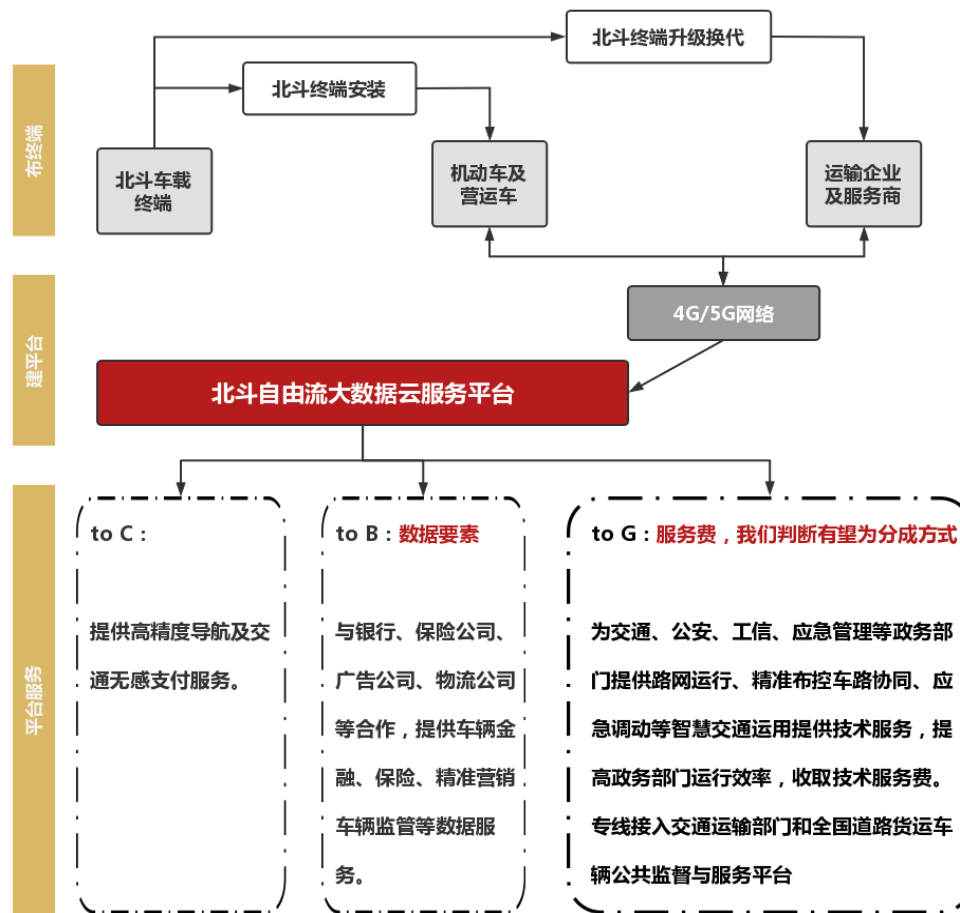 北斗终端升级换代
北斗终端安装
布终端
北斗车载
终端
机动车及
营运车
运输企业
及服务商
建平台
4G/5G网络
北斗自由流大数据云服务平台
平台服务
to C：
提供高精度导航及交
通无感支付服务。
to B：数据要素
与银行、保险公司、
广告公司、物流公司
等合作，提供车辆金
融、保险、精准营销
车辆监管等数据服
务。
to G：服务费，我们判断有望为分成方式
为交通、公安、工信、应急管理等政务部
门提供路网运行、精准布控车路协同、应
急调动等智慧交通运用提供技术服务，提
高政务部门运行效率，收取技术服务费。
专线接入交通运输部门和全国道路货运车
辆公共监督与服务平台